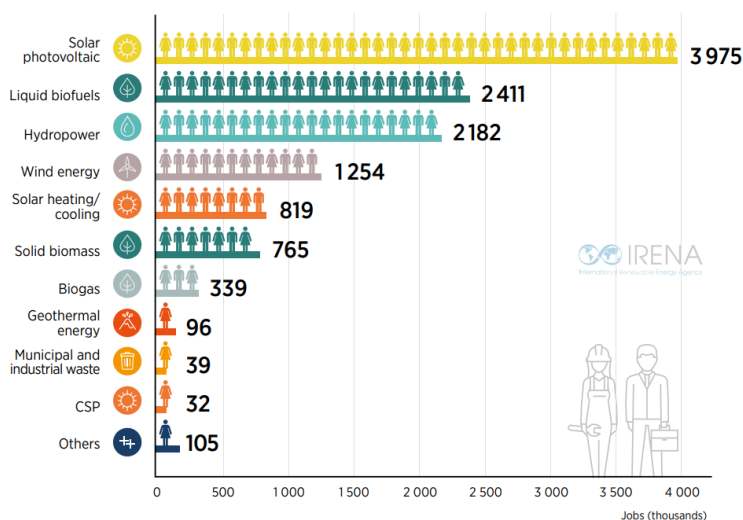 Solar
photovoltaic
3 975
Liquid biofuels
2 411
Hydropower
2 182
Wind energy
1 254
Solar heating/
cooling
819
Solid biomass
765
Biogas
339
Geothermal
energy
96
Municipal and
industrial waste
39
CSP
32
Others
105
IRENA
International Renewable Energy Agency
0 500 1 000 1 500 2 000 2 500 3 000 3 500 4 000
Jobs (thousands)